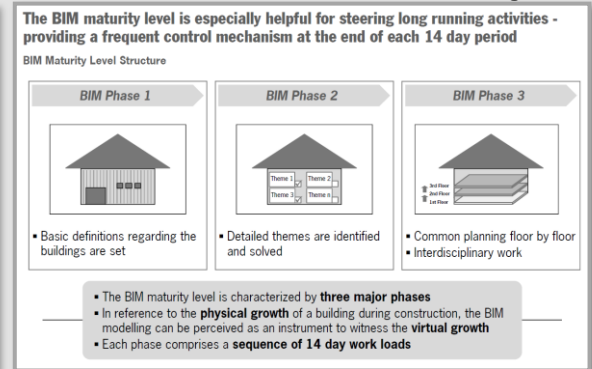 The BIM maturity level is especially helpful for steering long running activities -
providing a frequent control mechanism at the end of each 14 day period
BIM Maturity Level Structure
BIM Phase 1
BIM Phase 2
BIM Phase 3
Theme 1
Theme 2
Theme 3
Theme n
3rd Floor
2nd Floor
1st Floor
▪ Basic definitions regarding the
buildings are set
▪ Detailed themes are identified
and solved
▪ Common planning floor by floor
▪ Interdisciplinary work
▪ The BIM maturity level is characterized by three major phases
▪ In reference to the physical growth of a building during construction, the BIM
modelling can be perceived as an instrument to witness the virtual growth
▪ Each phase comprises a sequence of 14 day work loads